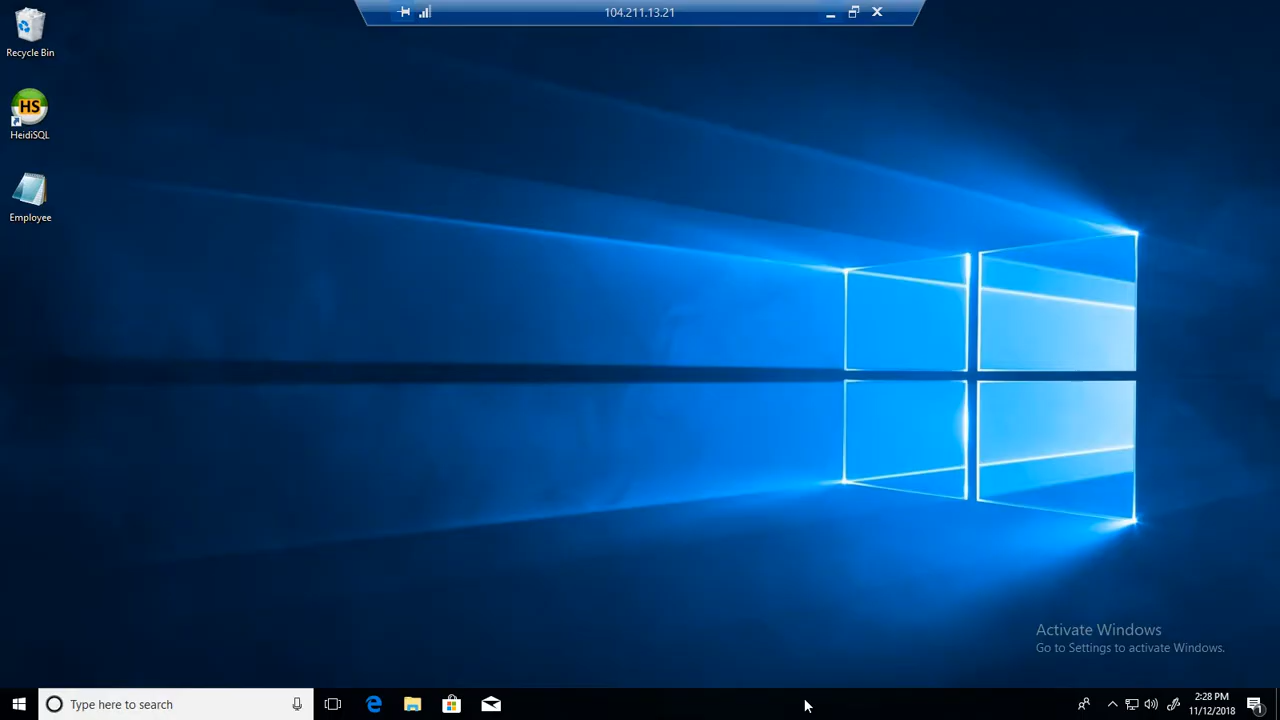 104.211.13.21
Recycle Bin
HS
HeidiSQL
Employee
Activate Windows
Go to Settings to activate Windows.
Type here to search
2:28 PM
11/12/2018
1